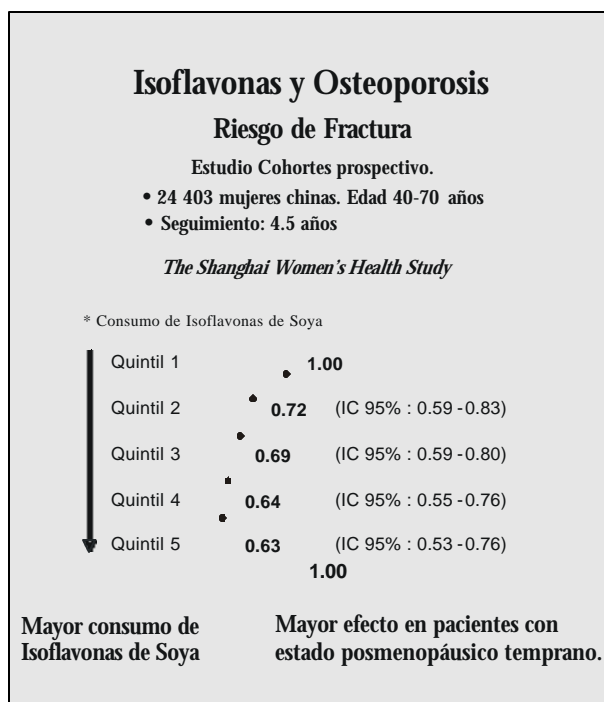 Isoflavonas y Osteoporosis
Riesgo de Fractura
Estudio Cohortes prospectivo.
• 24 403 mujeres chinas. Edad 40-70 años
• Seguimiento: 4.5 años
The Shanghai Women's Health Study
* Consumo de Isoflavonas de Soya
Quintil 1 1.00
Quintil 2 0.72 (IC 95% : 0.59 -0.83)
Quintil 3 0.69 (IC 95% : 0.59 -0.80)
Quintil 4 0.64 (IC 95% : 0.55 -0.76)
Quintil 5 0.63 (IC 95% : 0.53 -0.76)
1.00
Mayor consumo de
Isoflavonas de Soya
Mayor efecto en pacientes con
estado posmenopáusico temprano.